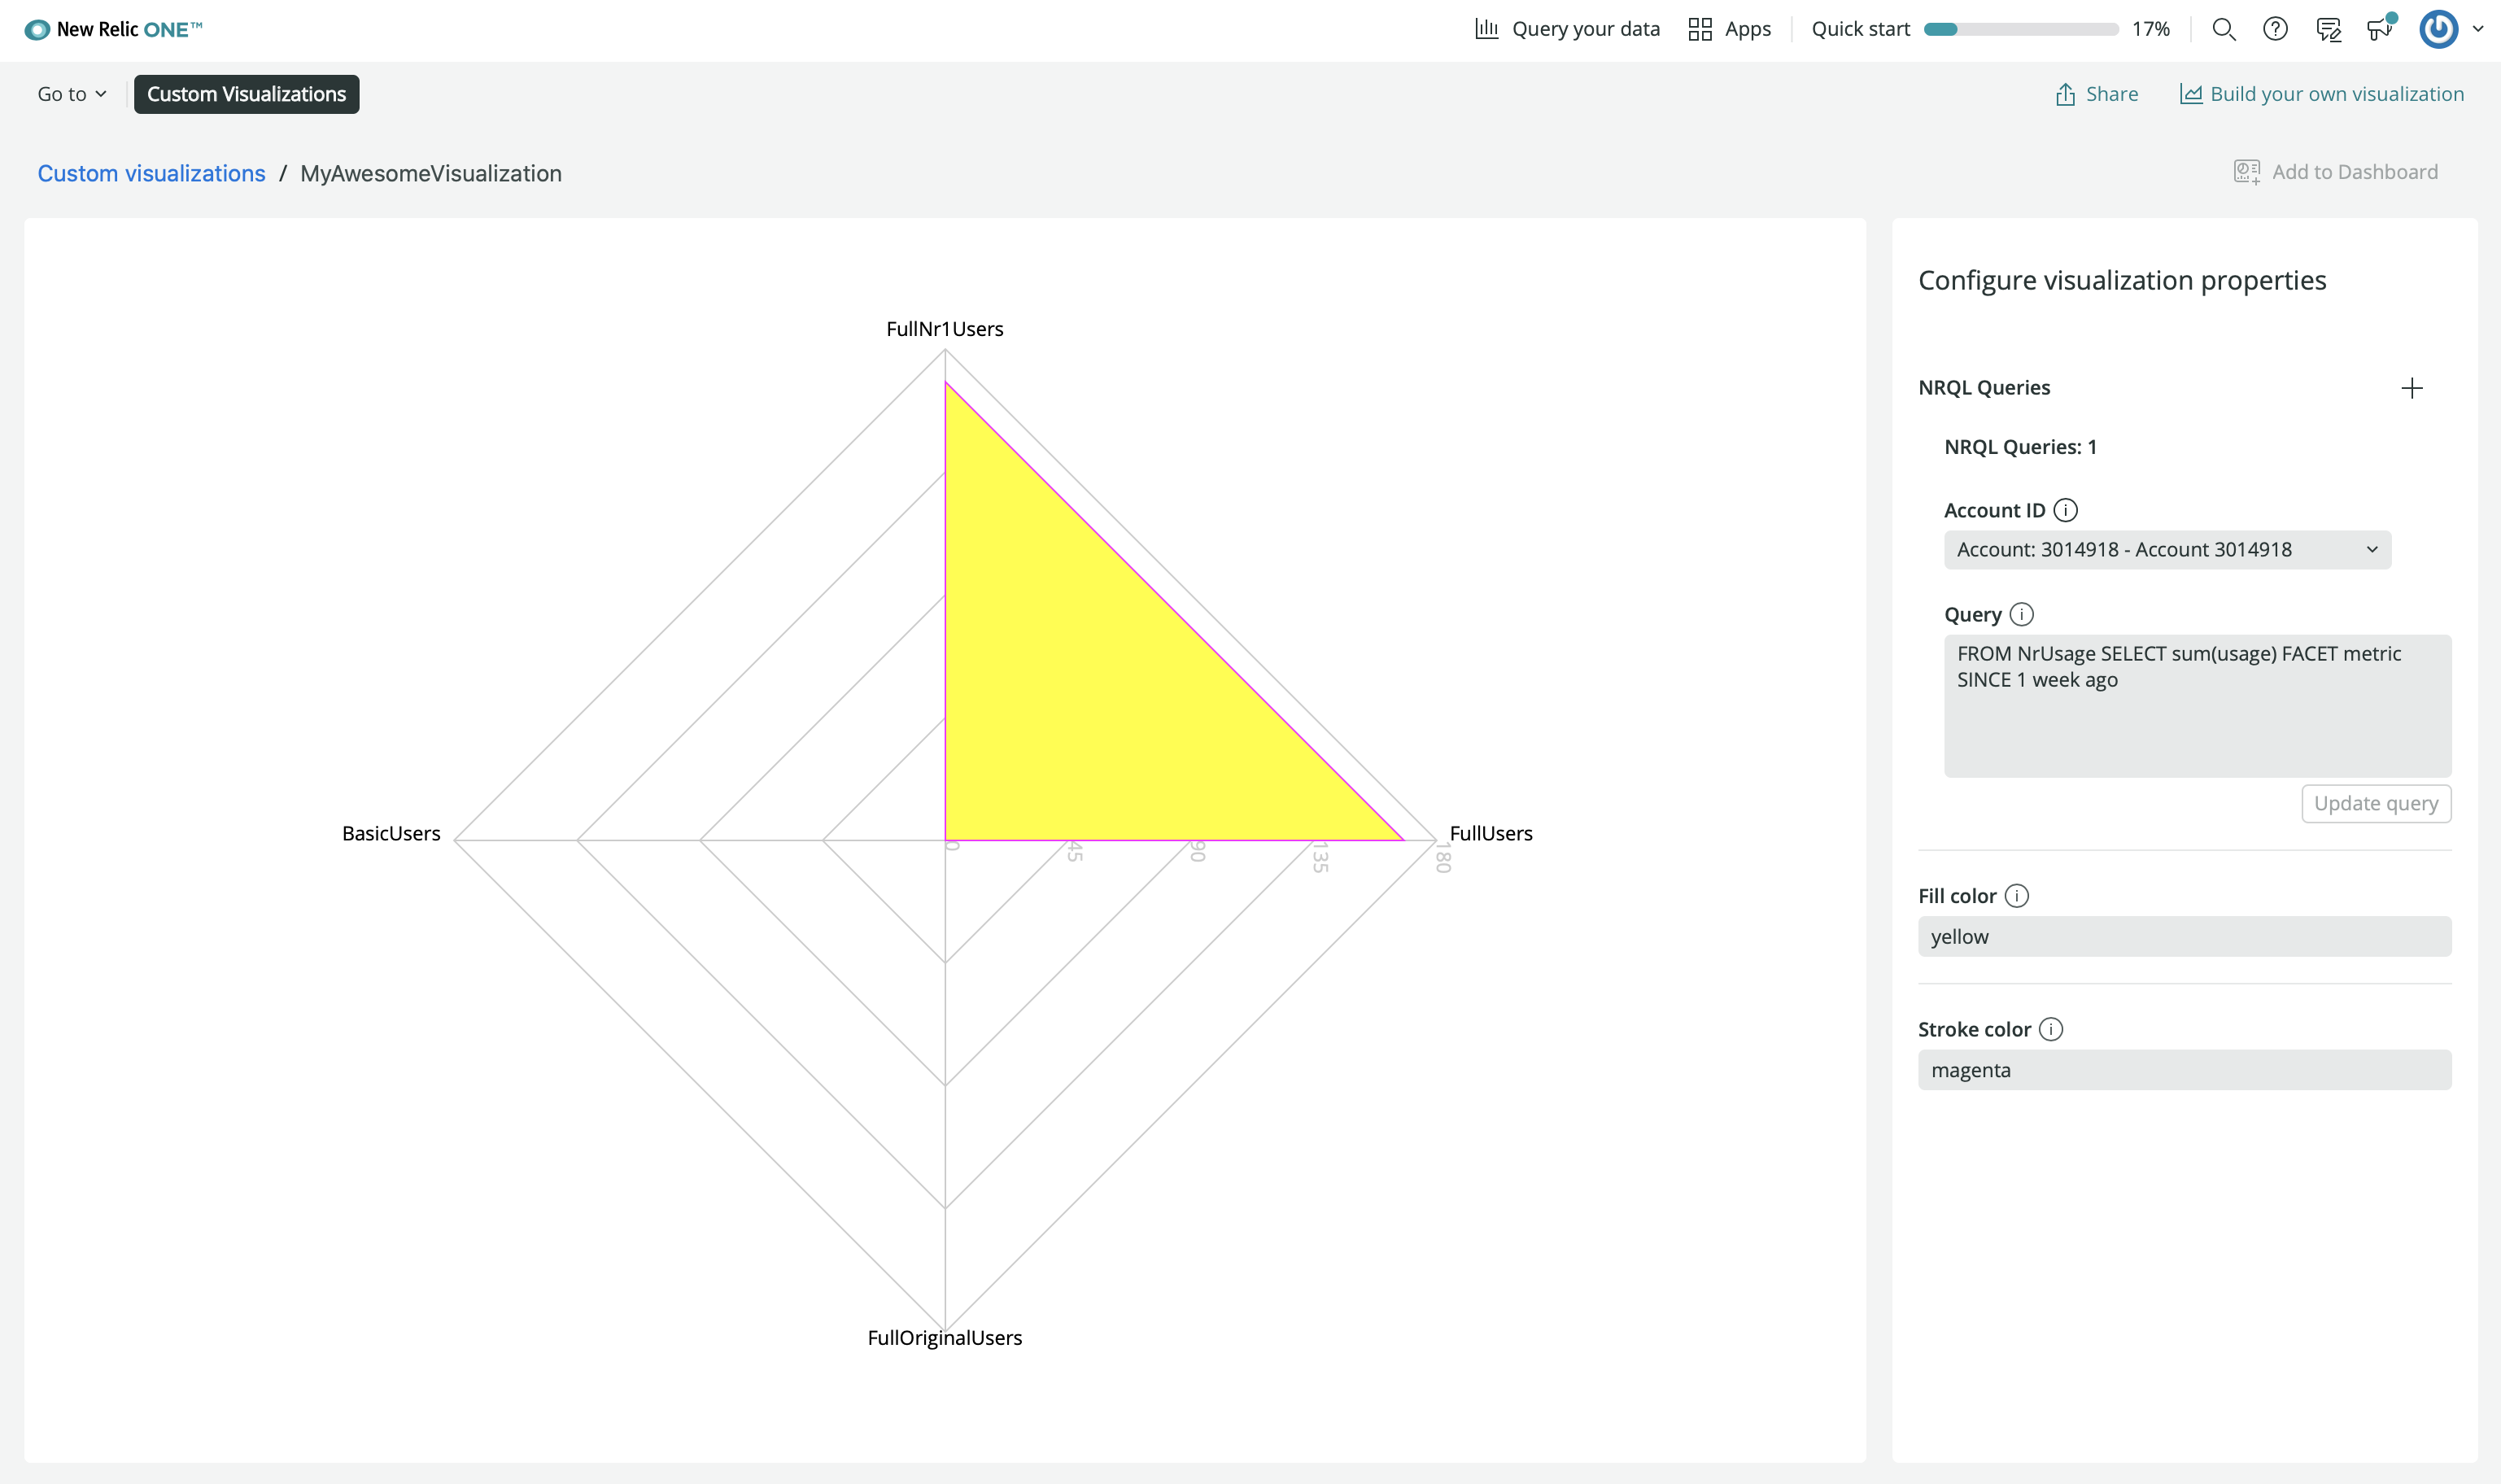 New Relic ONE™
Query your data
Apps
Quick start
17%
Go to
Custom Visualizations
Share
Build your own visualization
Custom visualizations / MyAwesomeVisualization
Add to Dashboard
FullNr1Users
BasicUsers
FullUsers
0
45
90
135
180
FullOriginalUsers
Configure visualization properties
NRQL Queries
NRQL Queries: 1
Account ID
Account: 3014918 - Account 3014918
Query
FROM NrUsage SELECT sum(usage) FACET metric
SINCE 1 week ago
Update query
Fill color
yellow
Stroke color
magenta